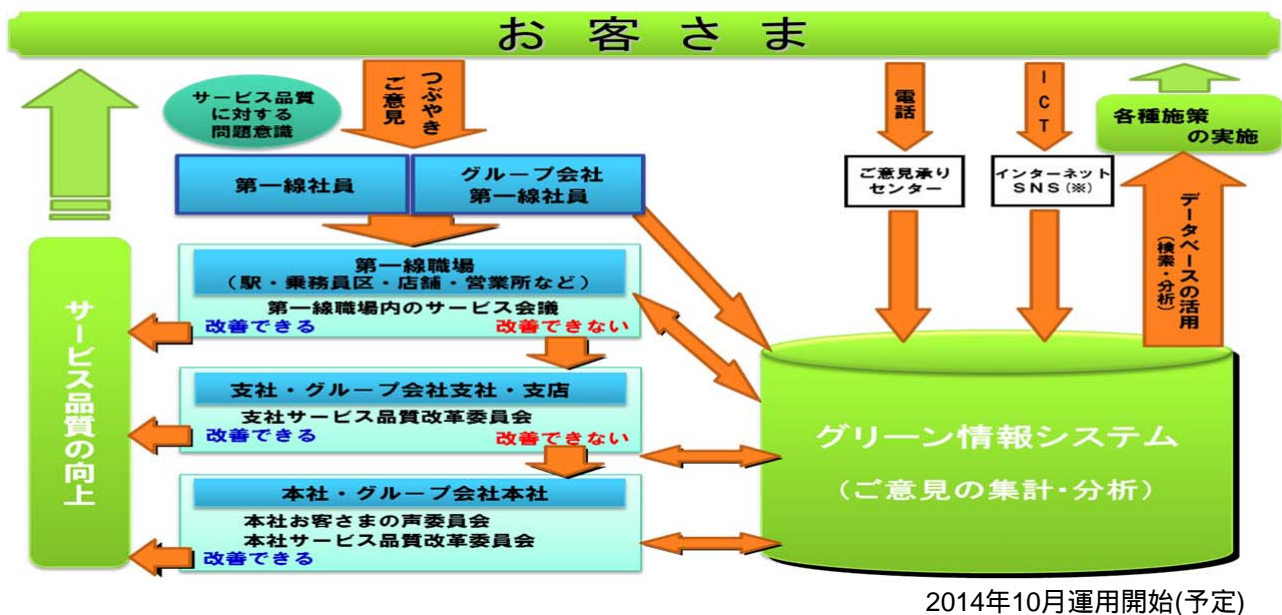 お客さま
サービス品質
に対する
問題意識
つぶやき
ご意見
電話
ICT
各種施策
の実施
第一線社員
グループ会社
第一線社員
ご意見承り
センター
インターネット
SNS(※)
データベースの活用
(検索・分析)
第一線職場
(駅・乗務員区・店舗・営業所など)
第一線職場内のサービス会議
改善できる
改善できない
サービス品質の向上
支社・グループ会社支社・支店
支社サービス品質改革委員会
改善できる
改善できない
グリーン情報システム
(ご意見の集計・分析)
本社・グループ会社本社
本社お客さまの声委員会
本社サービス品質改革委員会
改善できる
2014年10月運用開始(予定)